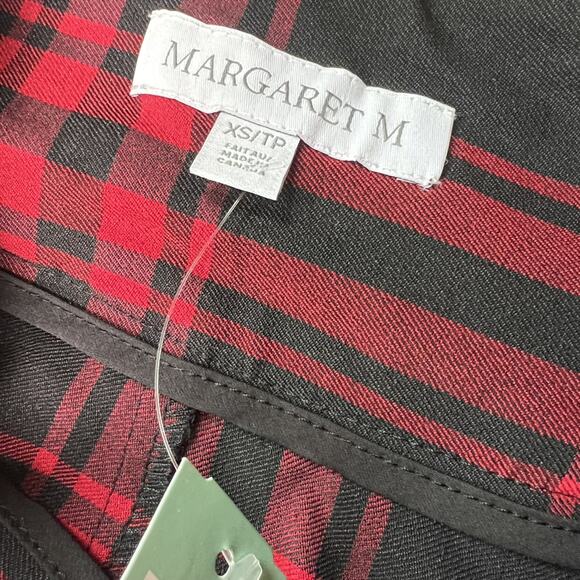 MARGARET M
XS/TP
FAIT AU/
MADE IN
CANADA